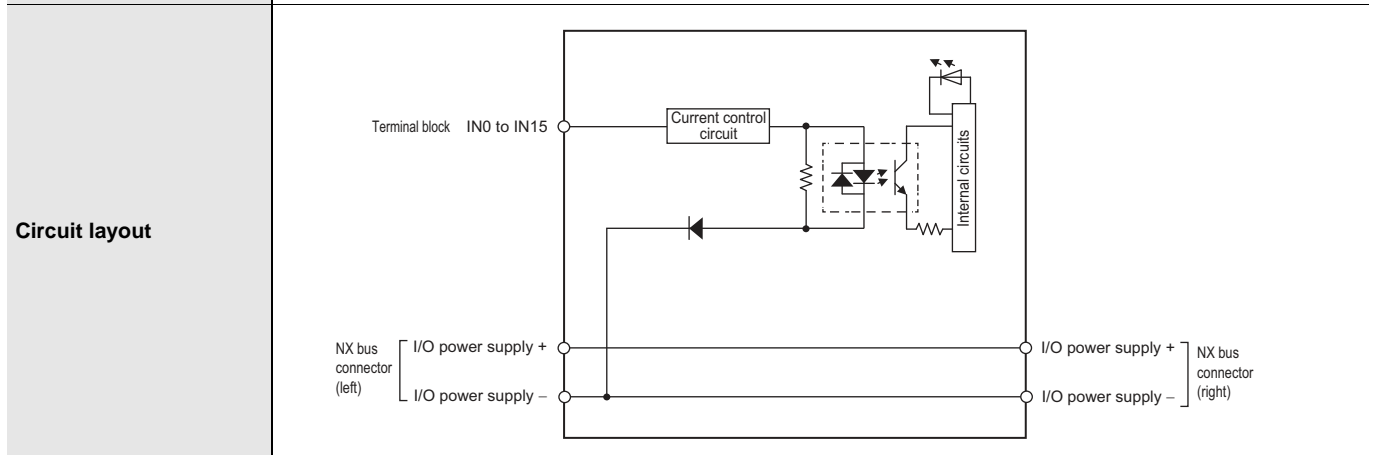 Circuit layout
Terminal block IN0 to IN15
Current control
circuit
Internal circuits
NX bus
connector
(left)
I/O power supply +
I/O power supply −
I/O power supply +
I/O power supply −
NX bus
connector
(right)